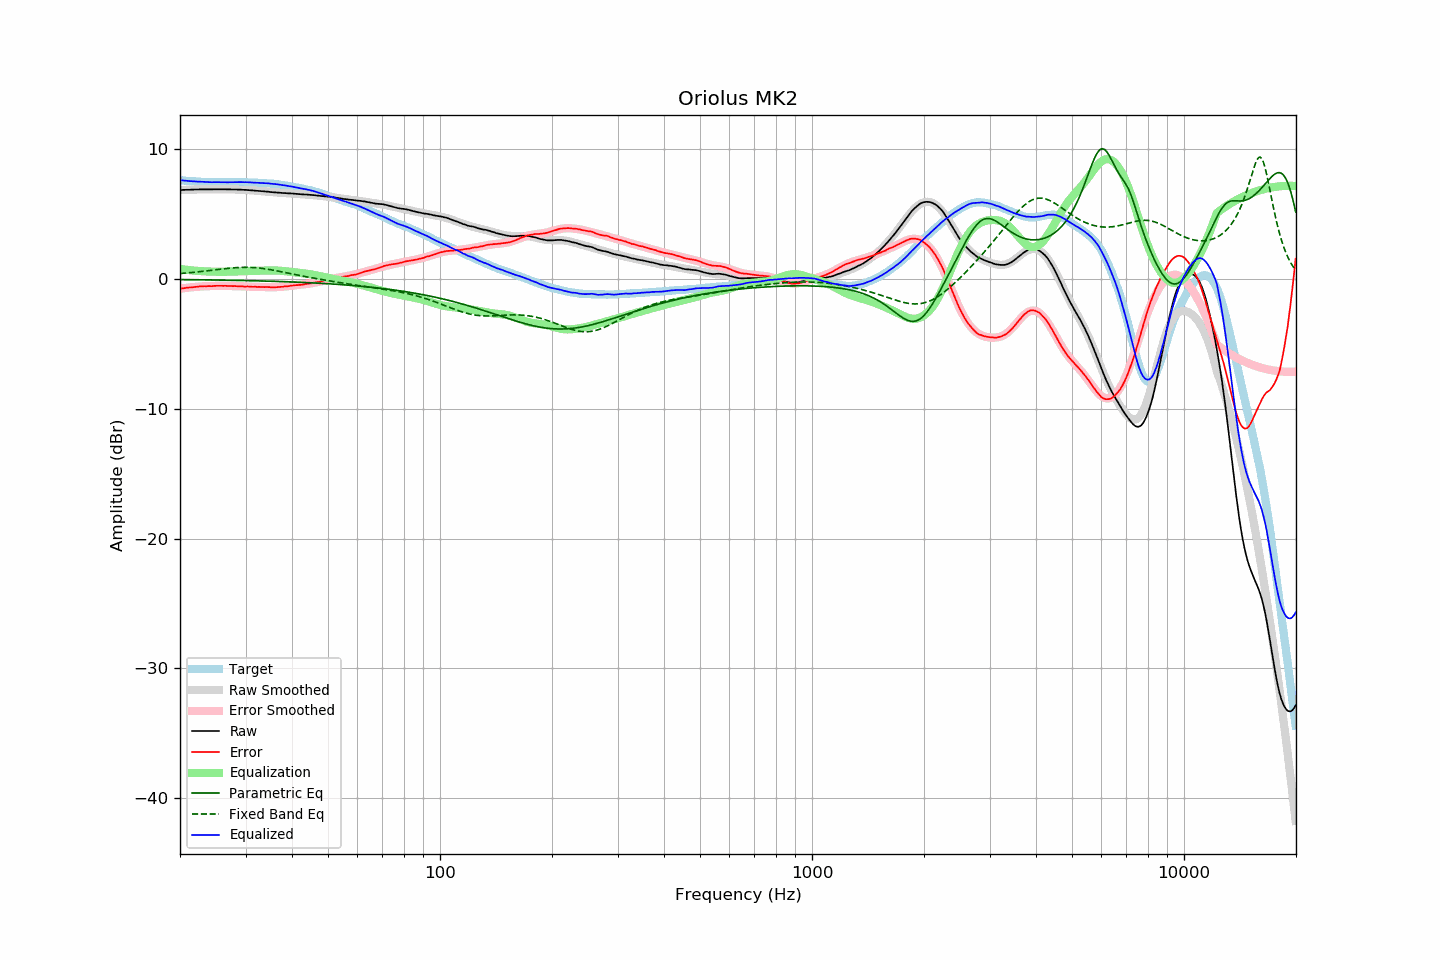 Oriolus MK2
10
0
−10
−20
−30
−40
Amplitude (dBr)
Target
Raw Smoothed
Error Smoothed
Raw
Error
Equalization
Parametric Eq
Fixed Band Eq
Equalized
100
1000
10000
Frequency (Hz)